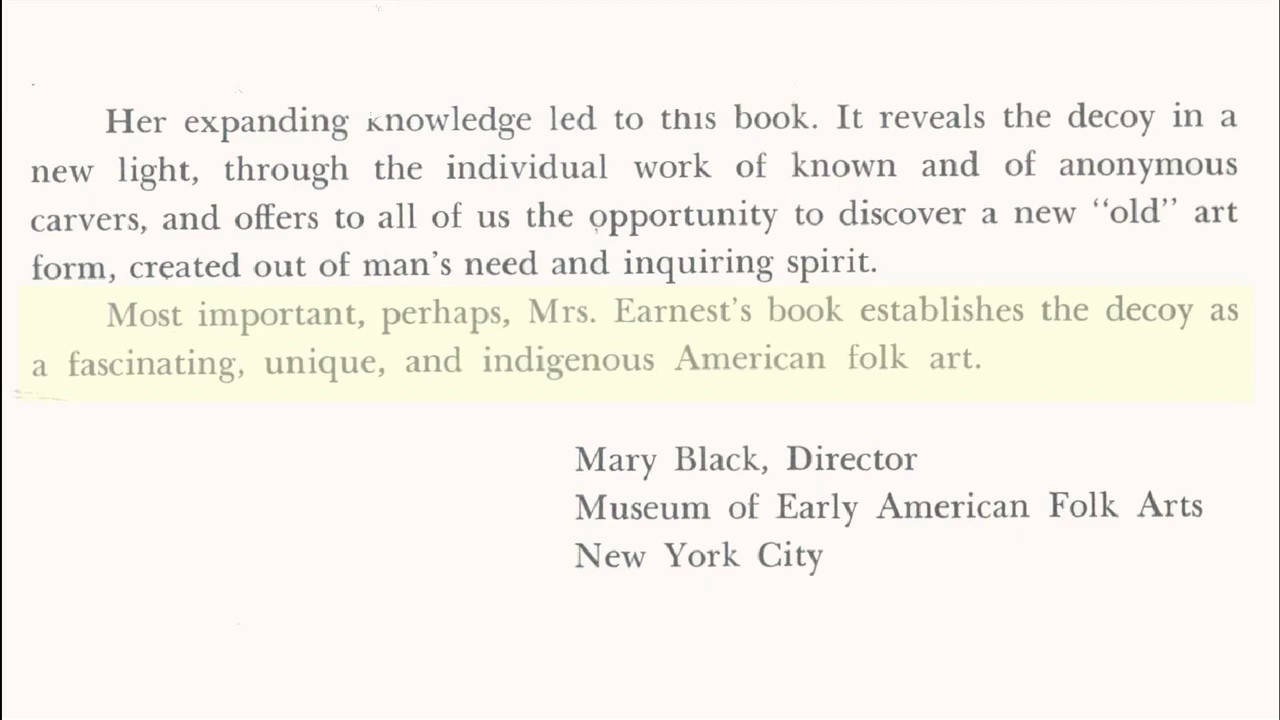 Her expanding knowledge led to this book. It reveals the decoy in a
new light, through the individual work of known and of anonymous
carvers, and offers to all of us the opportunity to discover a new “old” art
form, created out of man’s need and inquiring spirit.
Most important, perhaps, Mrs. Earnest’s book establishes the decoy as
a fascinating, unique, and indigenous American folk art.
Mary Black, Director
Museum of Early American Folk Arts
New York City